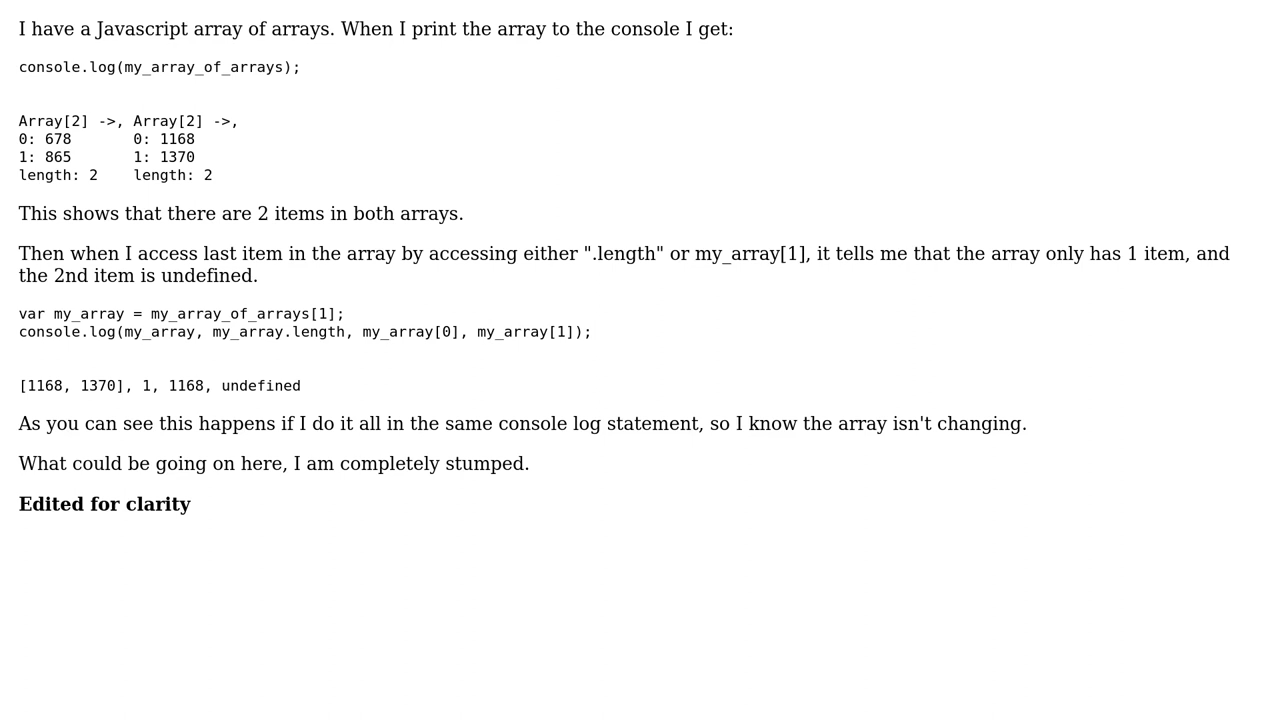 I have a Javascript array of arrays. When I print the array to the console I get:
console.log(my_array_of_arrays);
Array[2] ->, Array[2] ->,
0: 678       0: 1168
1: 865       1: 1370
length: 2    length: 2
This shows that there are 2 items in both arrays.
Then when I access last item in the array by accessing either ".length" or my_array[1], it tells me that the array only has 1 item, and
the 2nd item is undefined.
var my_array = my_array_of_arrays[1];
console.log(my_array, my_array.length, my_array[0], my_array[1]);
[1168, 1370], 1, 1168, undefined
As you can see this happens if I do it all in the same console log statement, so I know the array isn't changing.
What could be going on here, I am completely stumped.
Edited for clarity